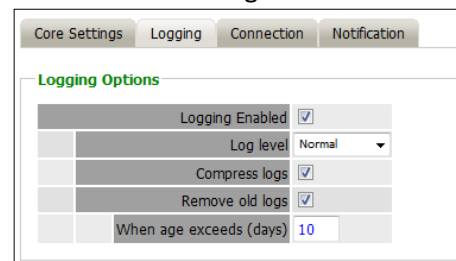 Core Settings Logging Connection Notification
Logging Options
Logging Enabled
Log level Normal
Compress logs
Remove old logs
When age exceeds (days) 10